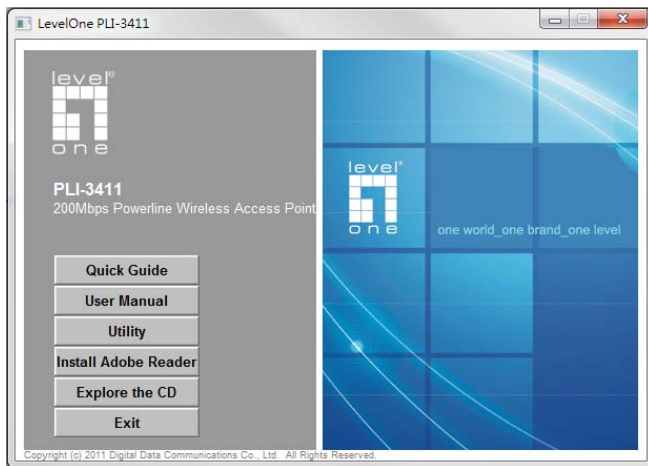 LevelOne PLI-3411
level®
one
PLI-3411
200Mbps Powerline Wireless Access Point
Quick Guide
User Manual
Utility
Install Adobe Reader
Explore the CD
Exit
level®
one
one world_one brand_one level
Copyright (c) 2011 Digital Data Communications Co., Ltd. All Rights Reserved.